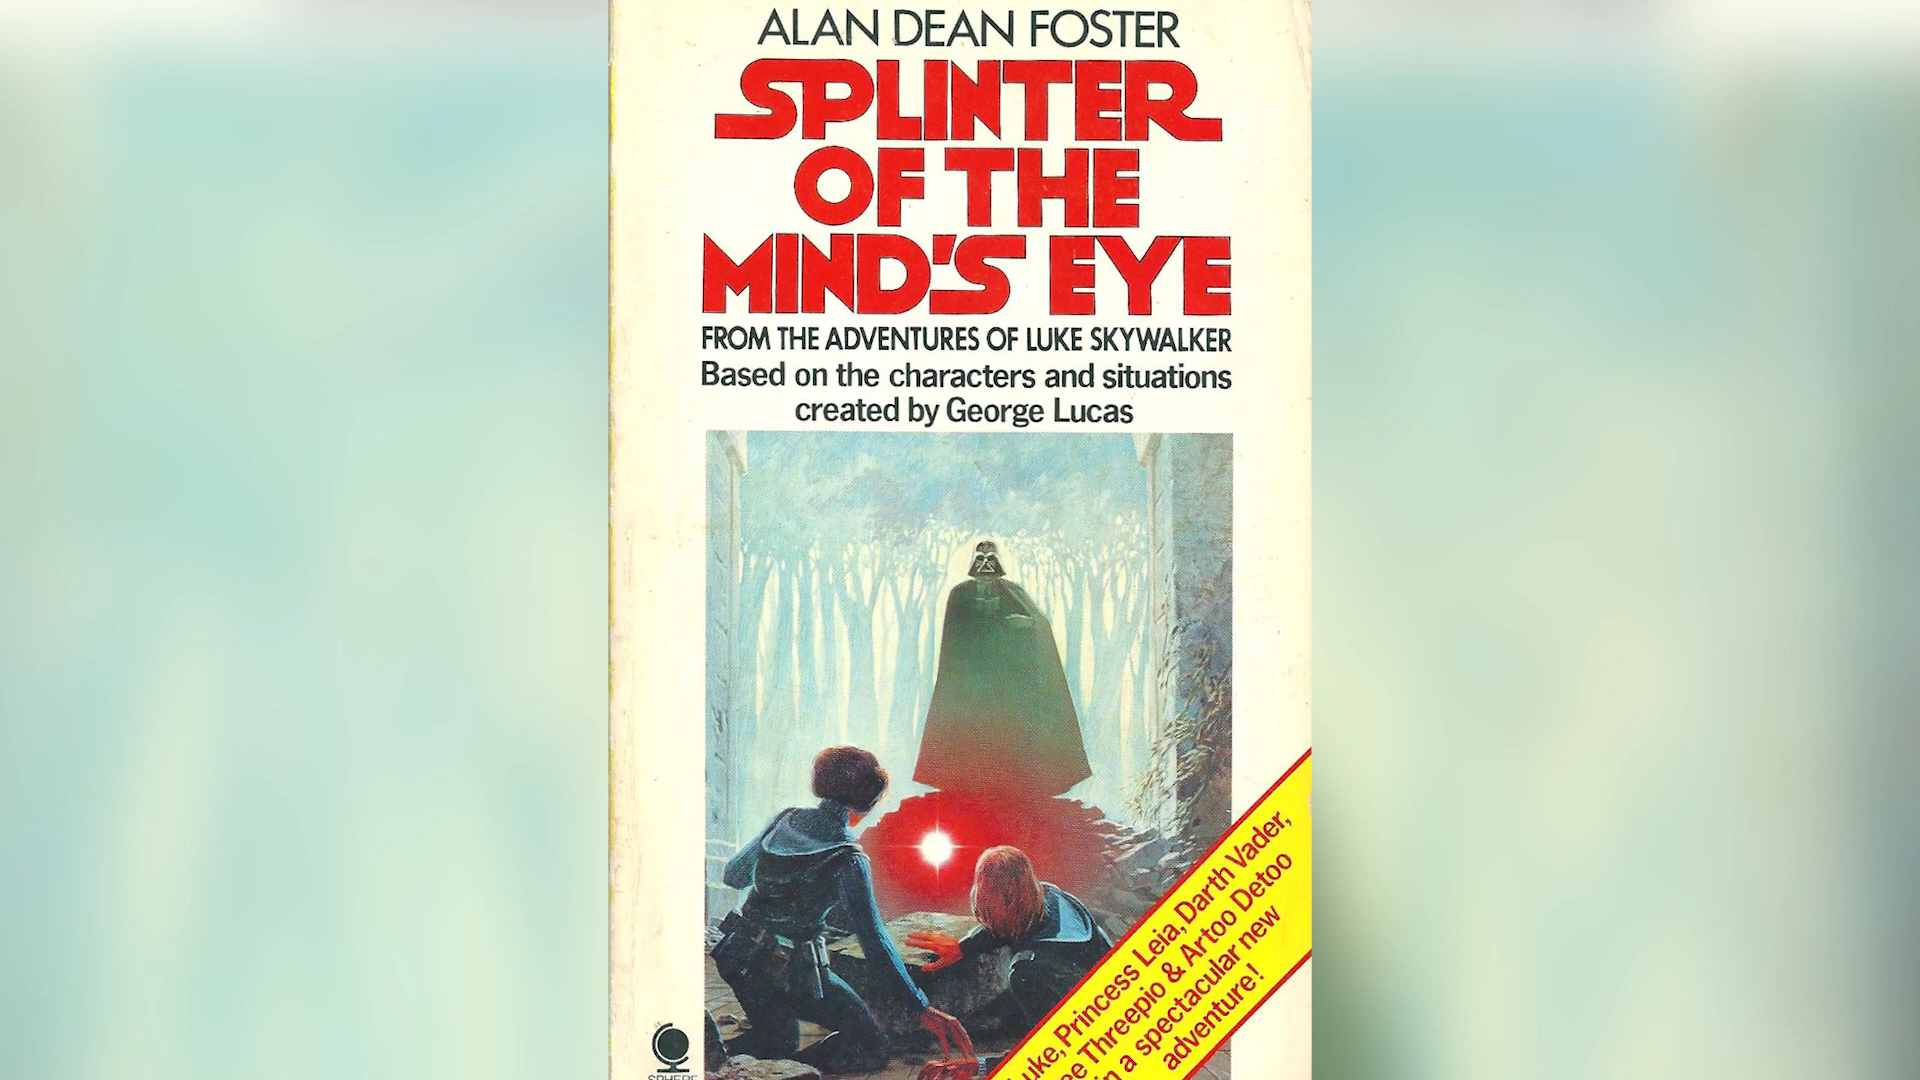 ALAN DEAN FOSTER
SPLINTER
OF THE
MIND'S EYE
FROM THE ADVENTURES OF LUKE SKYWALKER
Based on the characters and situations
created by George Lucas
Luke, Princess Leia, Darth Vader,
Threepio & Artoo Detoo
in a spectacular new
adventure!
SPHERE